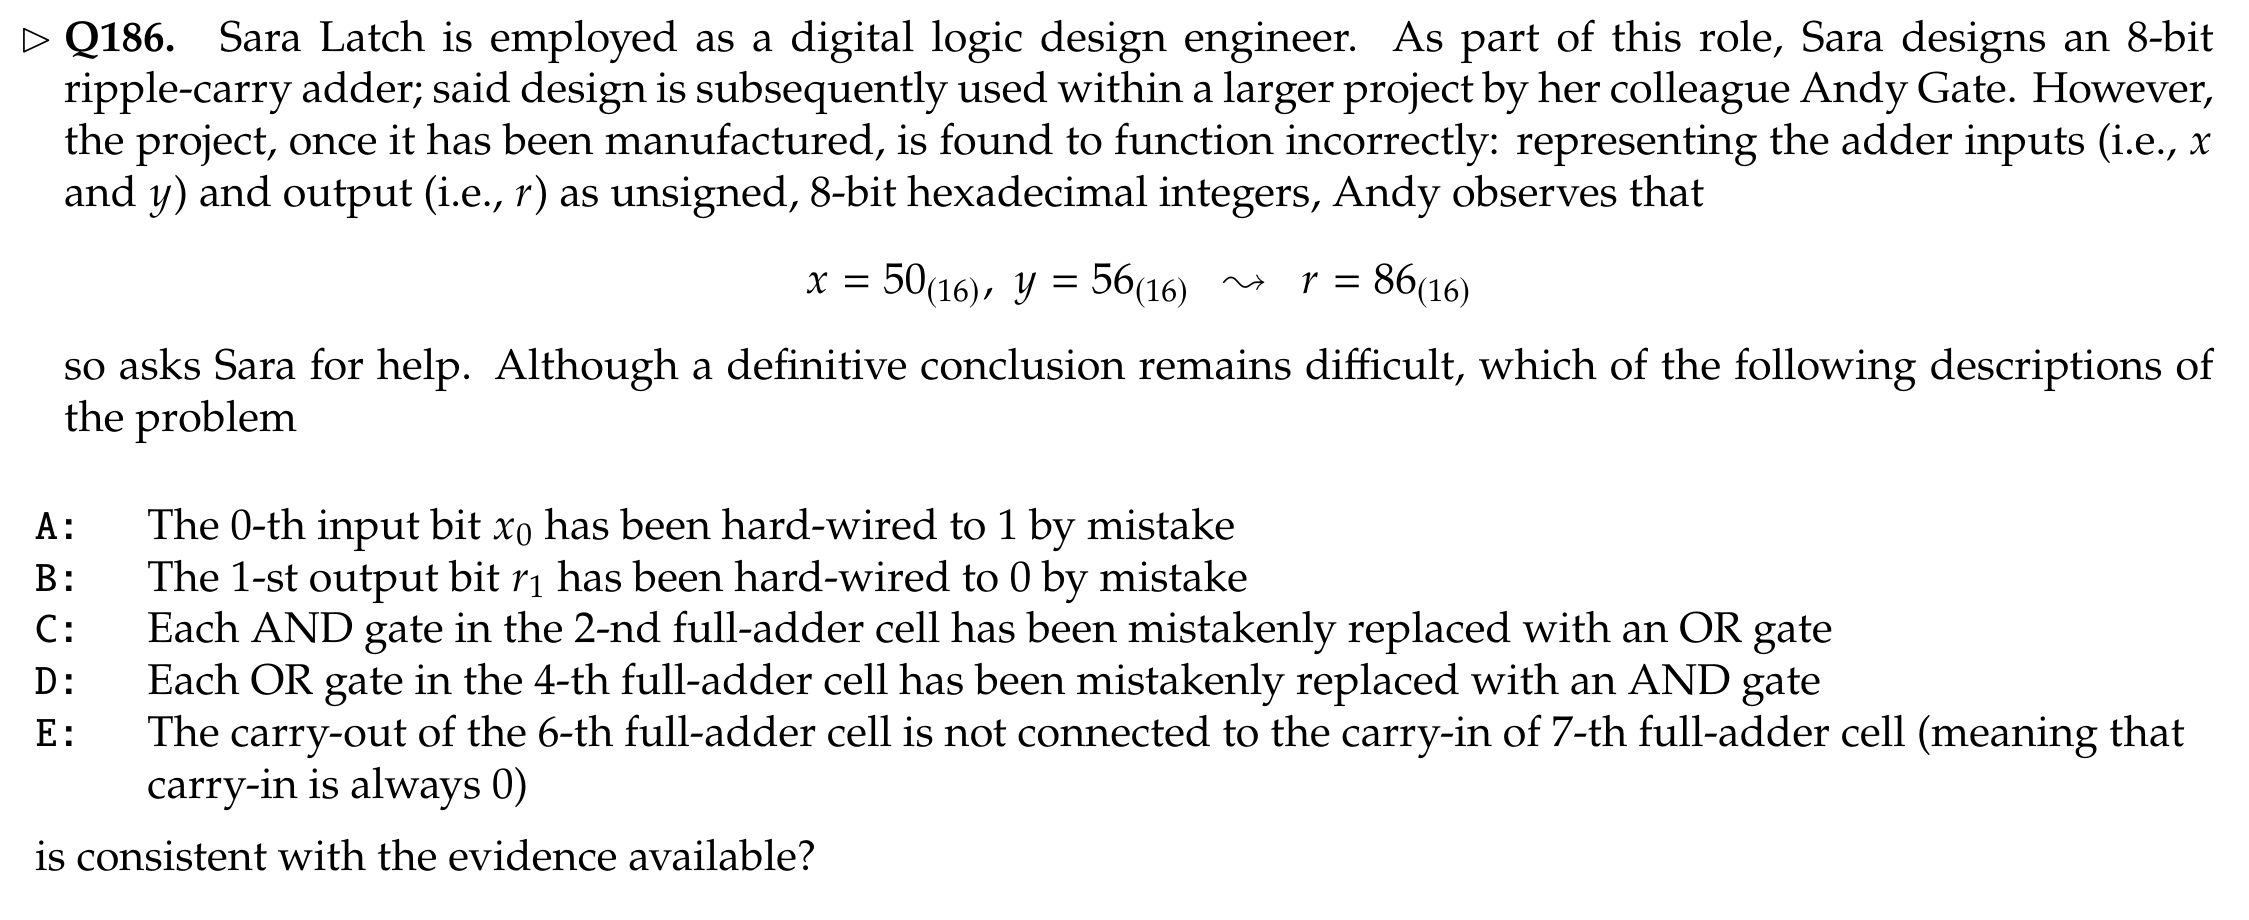 ▷ Q186. Sara Latch is employed as a digital logic design engineer. As part of this role, Sara designs an 8-bit
ripple-carry adder; said design is subsequently used within a larger project by her colleague Andy Gate. However,
the project, once it has been manufactured, is found to function incorrectly: representing the adder inputs (i.e., x
and y) and output (i.e., r) as unsigned, 8-bit hexadecimal integers, Andy observes that
x = 50₍₁₆₎, y = 56₍₁₆₎ ⇝ r = 86₍₁₆₎
so asks Sara for help. Although a definitive conclusion remains difficult, which of the following descriptions of
the problem
A: The 0-th input bit x₀ has been hard-wired to 1 by mistake
B: The 1-st output bit r₁ has been hard-wired to 0 by mistake
C: Each AND gate in the 2-nd full-adder cell has been mistakenly replaced with an OR gate
D: Each OR gate in the 4-th full-adder cell has been mistakenly replaced with an AND gate
E: The carry-out of the 6-th full-adder cell is not connected to the carry-in of 7-th full-adder cell (meaning that
carry-in is always 0)
is consistent with the evidence available?